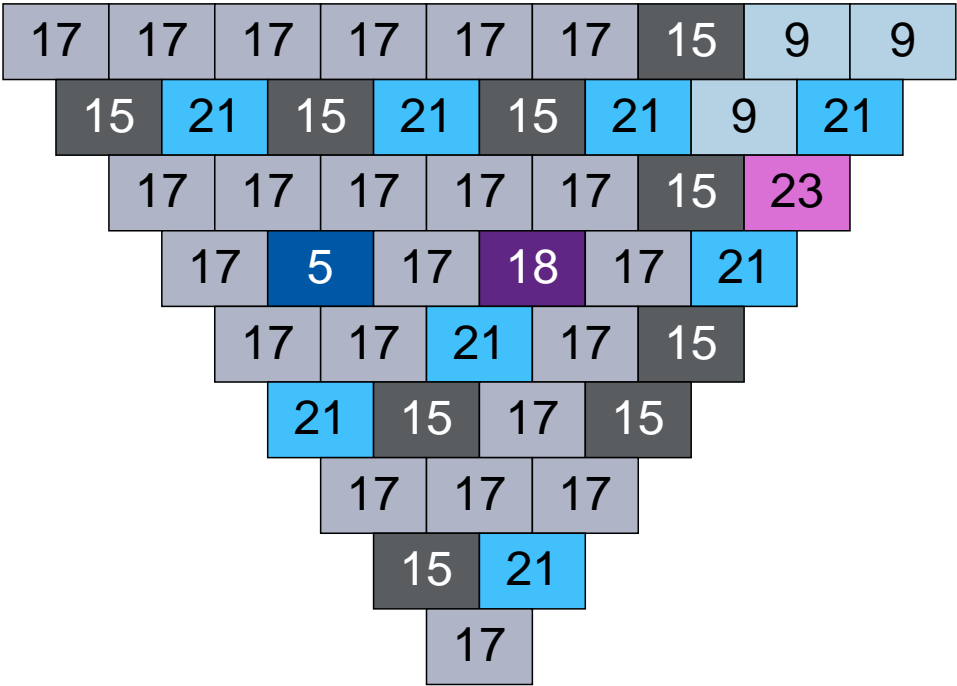 17 17 17 17 17 17 15 9 9
15 21 15 21 15 21 9 21
17 17 17 17 17 15 23
17 5 17 18 17 21
17 17 21 17 15
21 15 17 15
17 17 17
15 21
17